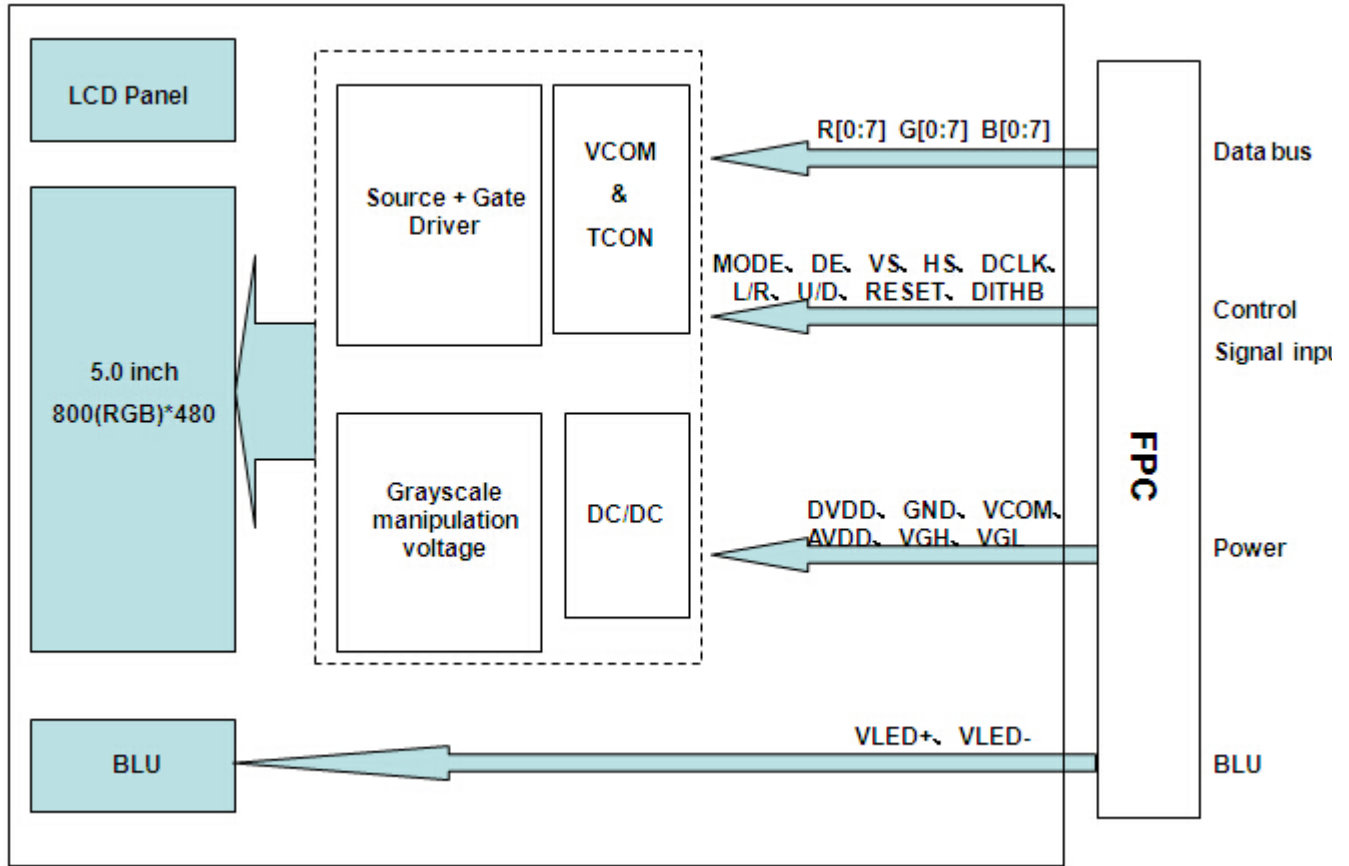 LCD Panel
5.0 inch
800(RGB)*480
BLU
Source + Gate
Driver
VCOM
&
TCON
Grayscale
manipulation
voltage
DC/DC
R[0:7] G[0:7] B[0:7]
MODE、DE、VS、HS、DCLK、
L/R、U/D、RESET、DITHB
DVDD、GND、VCOM、
AVDD、VGH、VGL
VLED+、VLED-
FPC
Data bus
Control
Signal inpu
Power
BLU